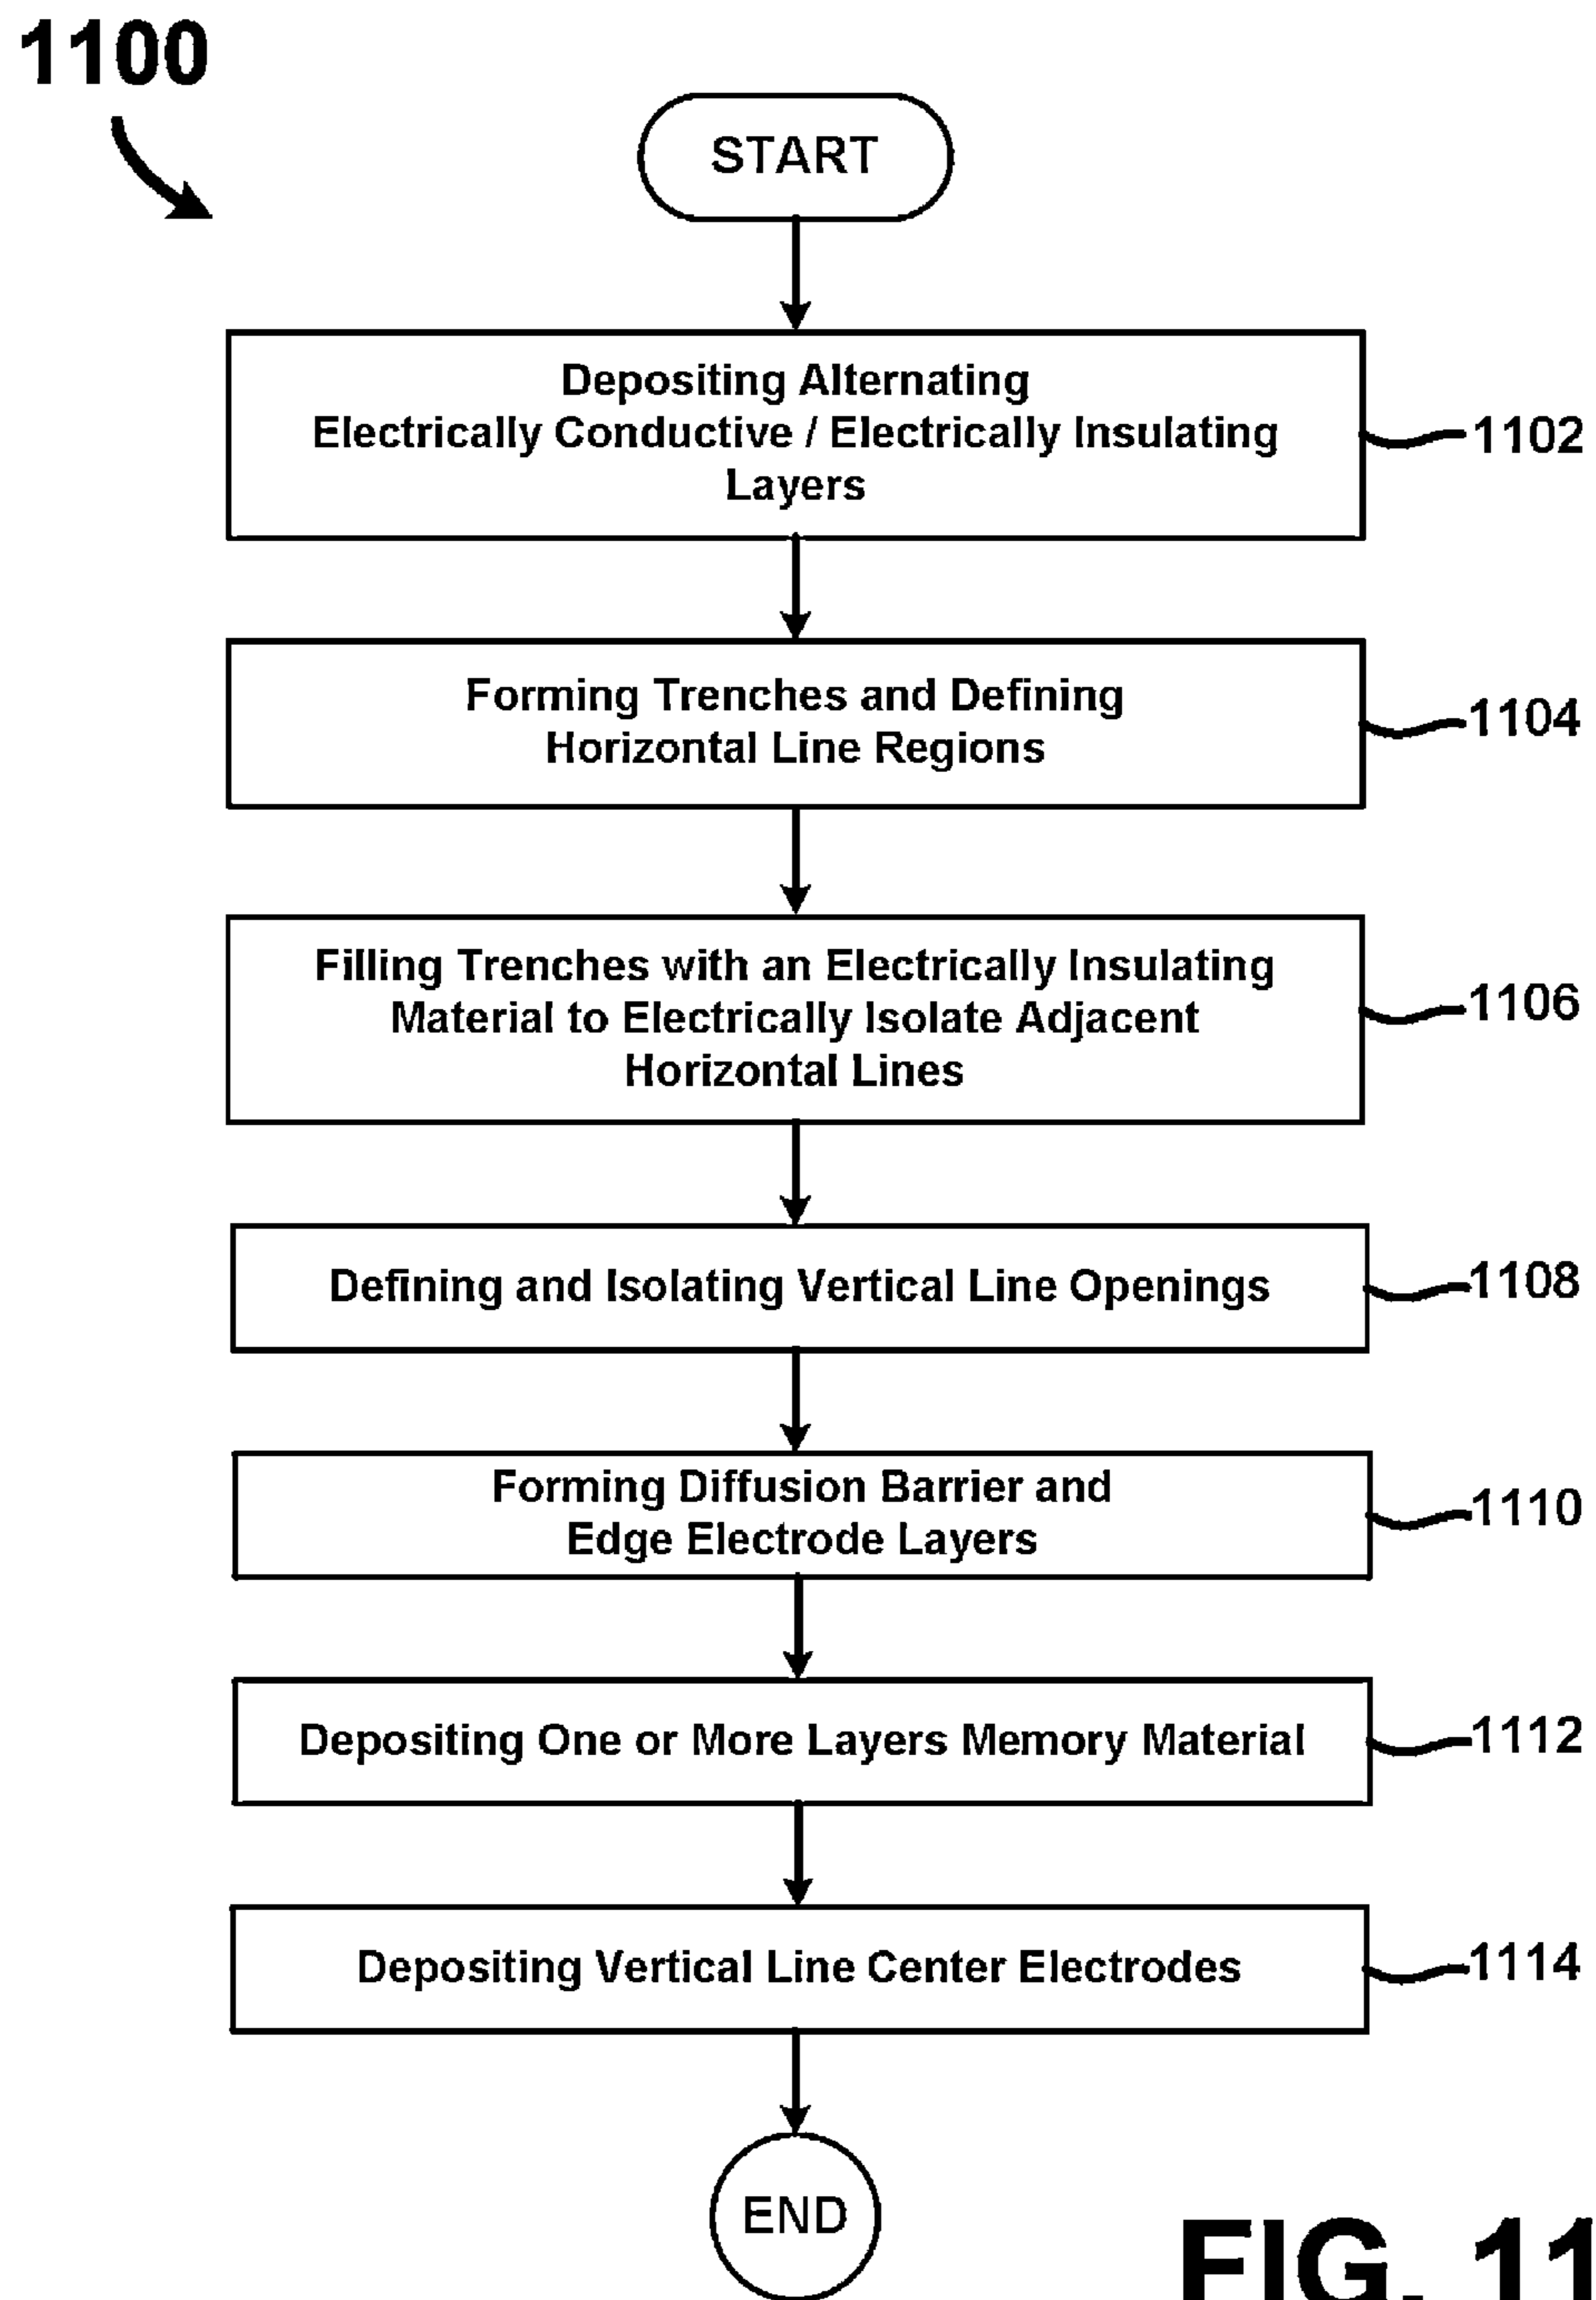 1100
START
Depositing Alternating
Electrically Conductive / Electrically Insulating
Layers
1102
Forming Trenches and Defining
Horizontal Line Regions
1104
Filling Trenches with an Electrically Insulating
Material to Electrically Isolate Adjacent
Horizontal Lines
1106
Defining and Isolating Vertical Line Openings
1108
Forming Diffusion Barrier and
Edge Electrode Layers
1110
Depositing One or More Layers Memory Material
1112
Depositing Vertical Line Center Electrodes
1114
END
FIG. 11